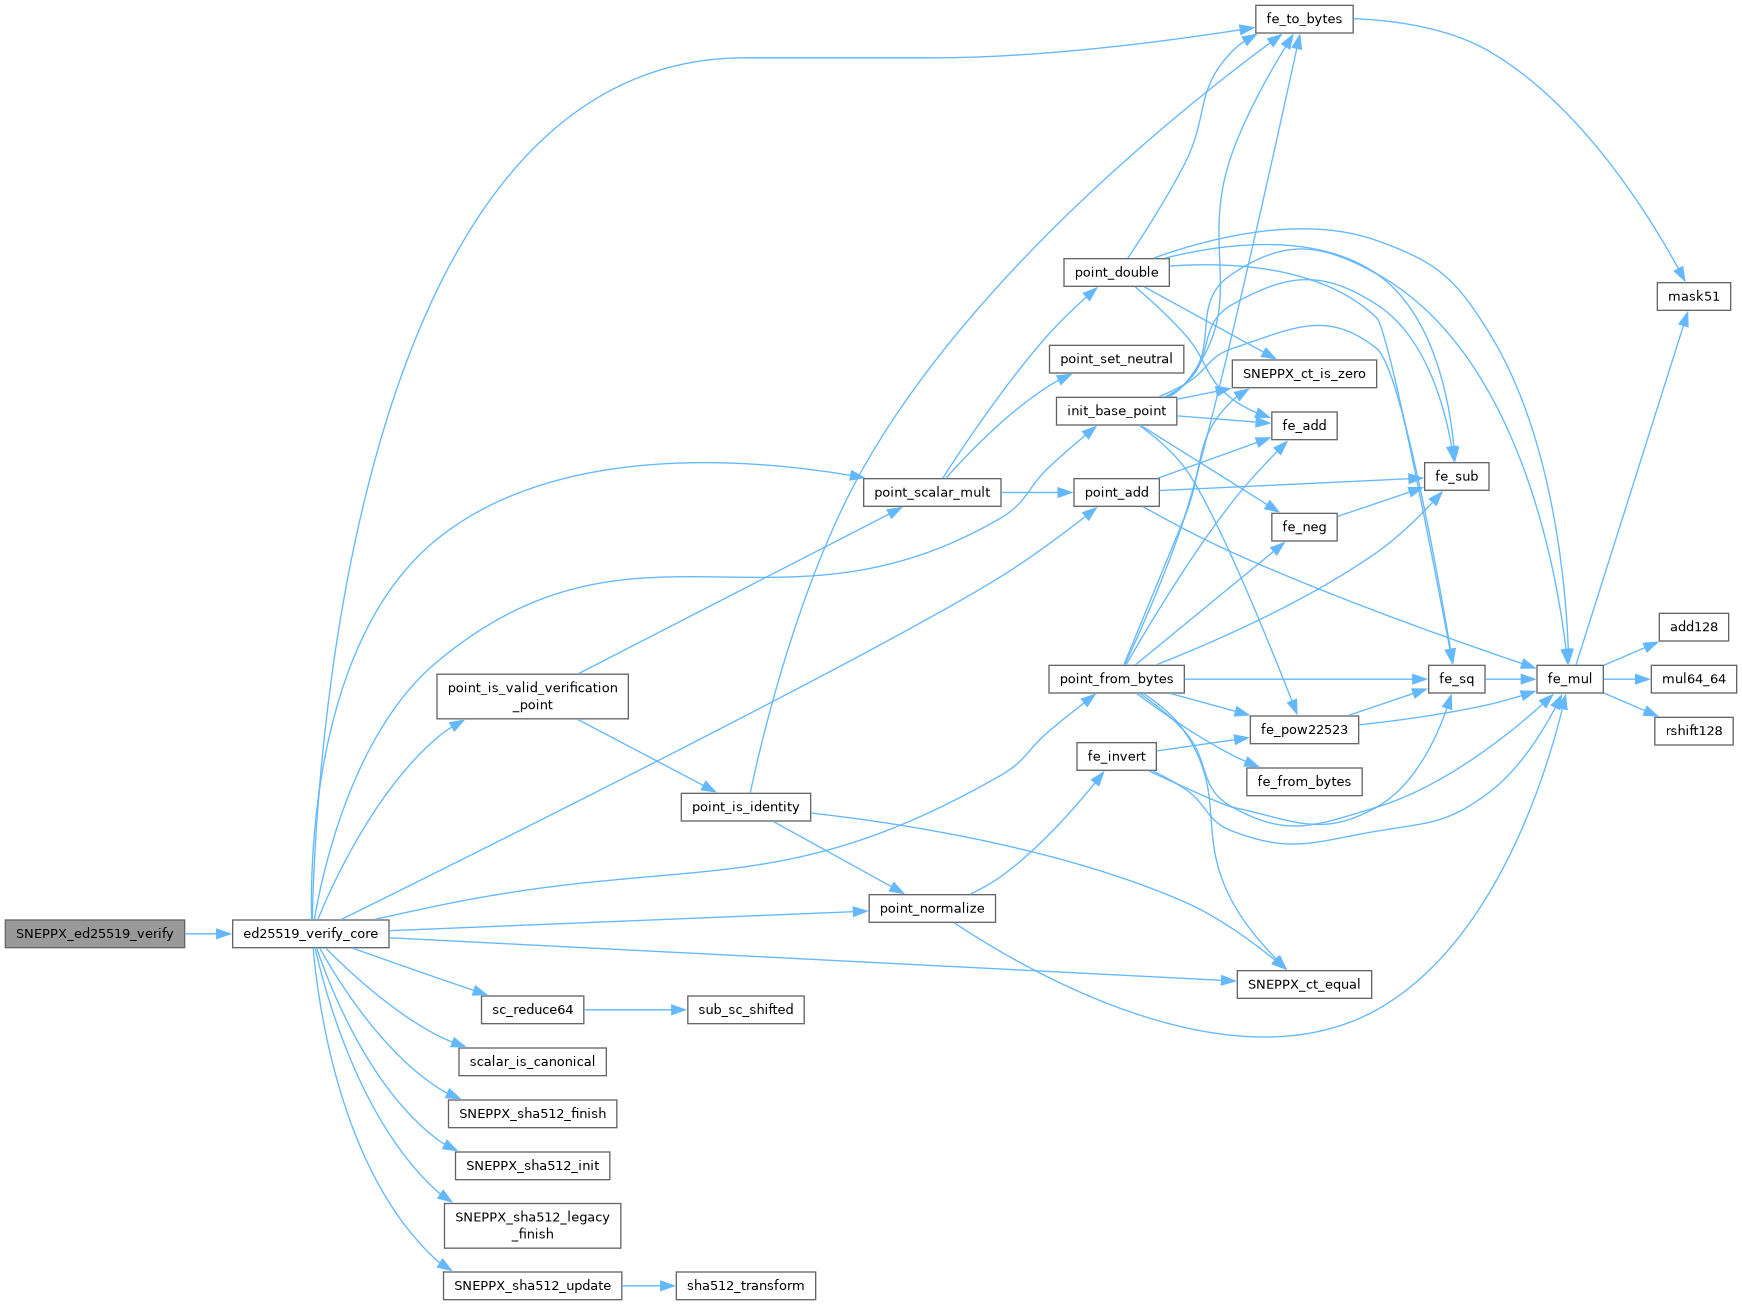 fe_to_bytes
point_double
mask51
point_set_neutral
SNEPPX_ct_is_zero
init_base_point
fe_add
fe_sub
point_scalar_mult
point_add
fe_neg
add128
point_is_valid_verification
_point
point_from_bytes
fe_sq
fe_mul
mul64_64
fe_pow22523
rshift128
fe_invert
fe_from_bytes
point_is_identity
point_normalize
SNEPPX_ed25519_verify
ed25519_verify_core
SNEPPX_ct_equal
sc_reduce64
sub_sc_shifted
scalar_is_canonical
SNEPPX_sha512_finish
SNEPPX_sha512_init
SNEPPX_sha512_legacy
_finish
SNEPPX_sha512_update
sha512_transform